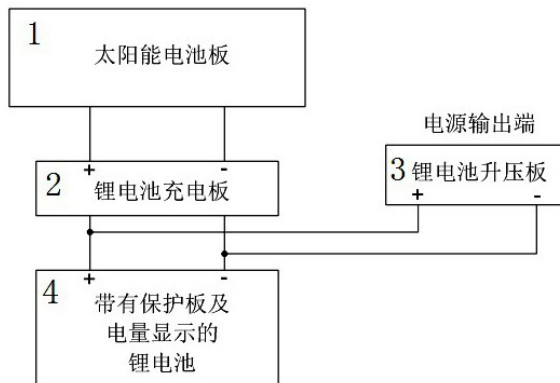 1
太阳能电池板
电源输出端
+ -
2 锂电池充电板
3 锂电池升压板
+ -
+ -
4
带有保护板及
电量显示的
锂电池